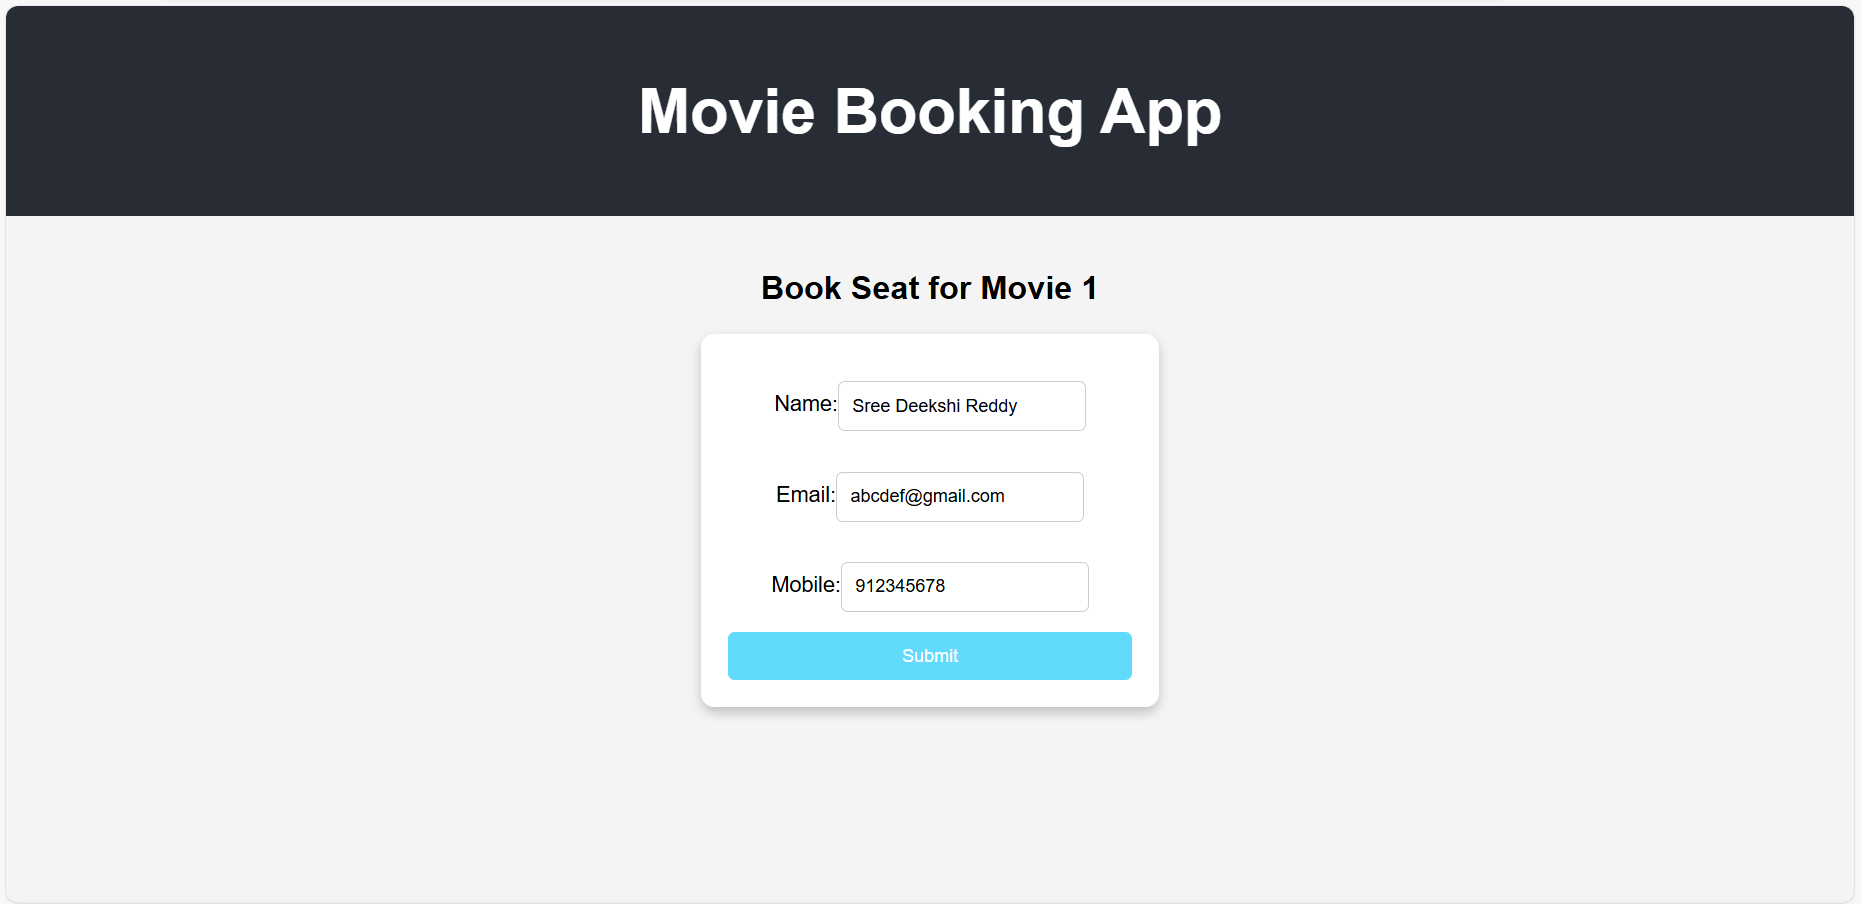 Movie Booking App
Book Seat for Movie 1
Name: Sree Deekshi Reddy
Email: abcdef@gmail.com
Mobile: 912345678
Submit